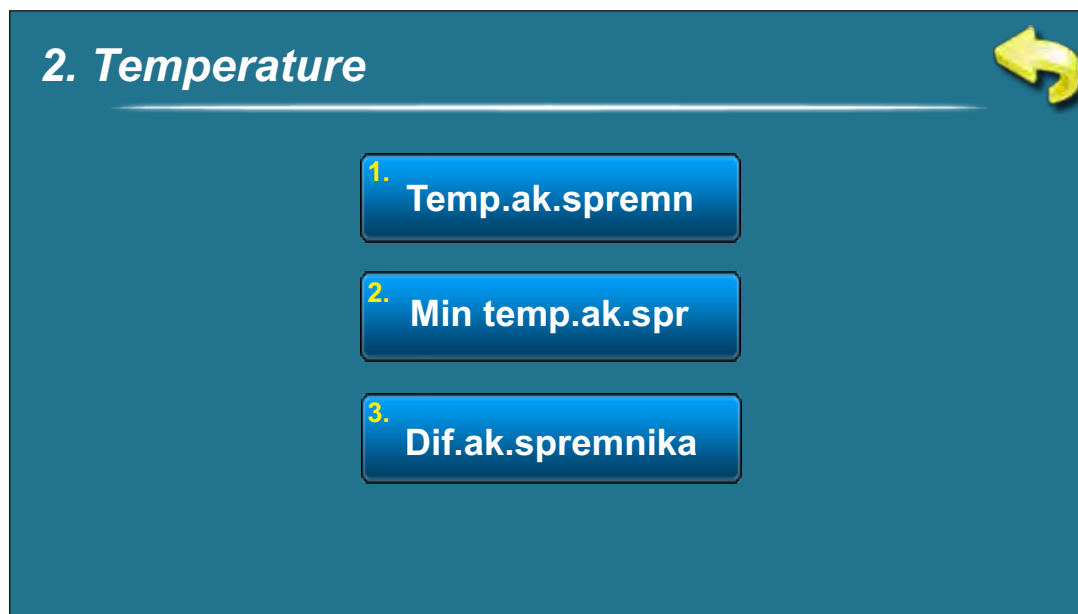 2. Temperature
1.
Temp.ak.spremn
2.
Min temp.ak.spr
3.
Dif.ak.spremnika